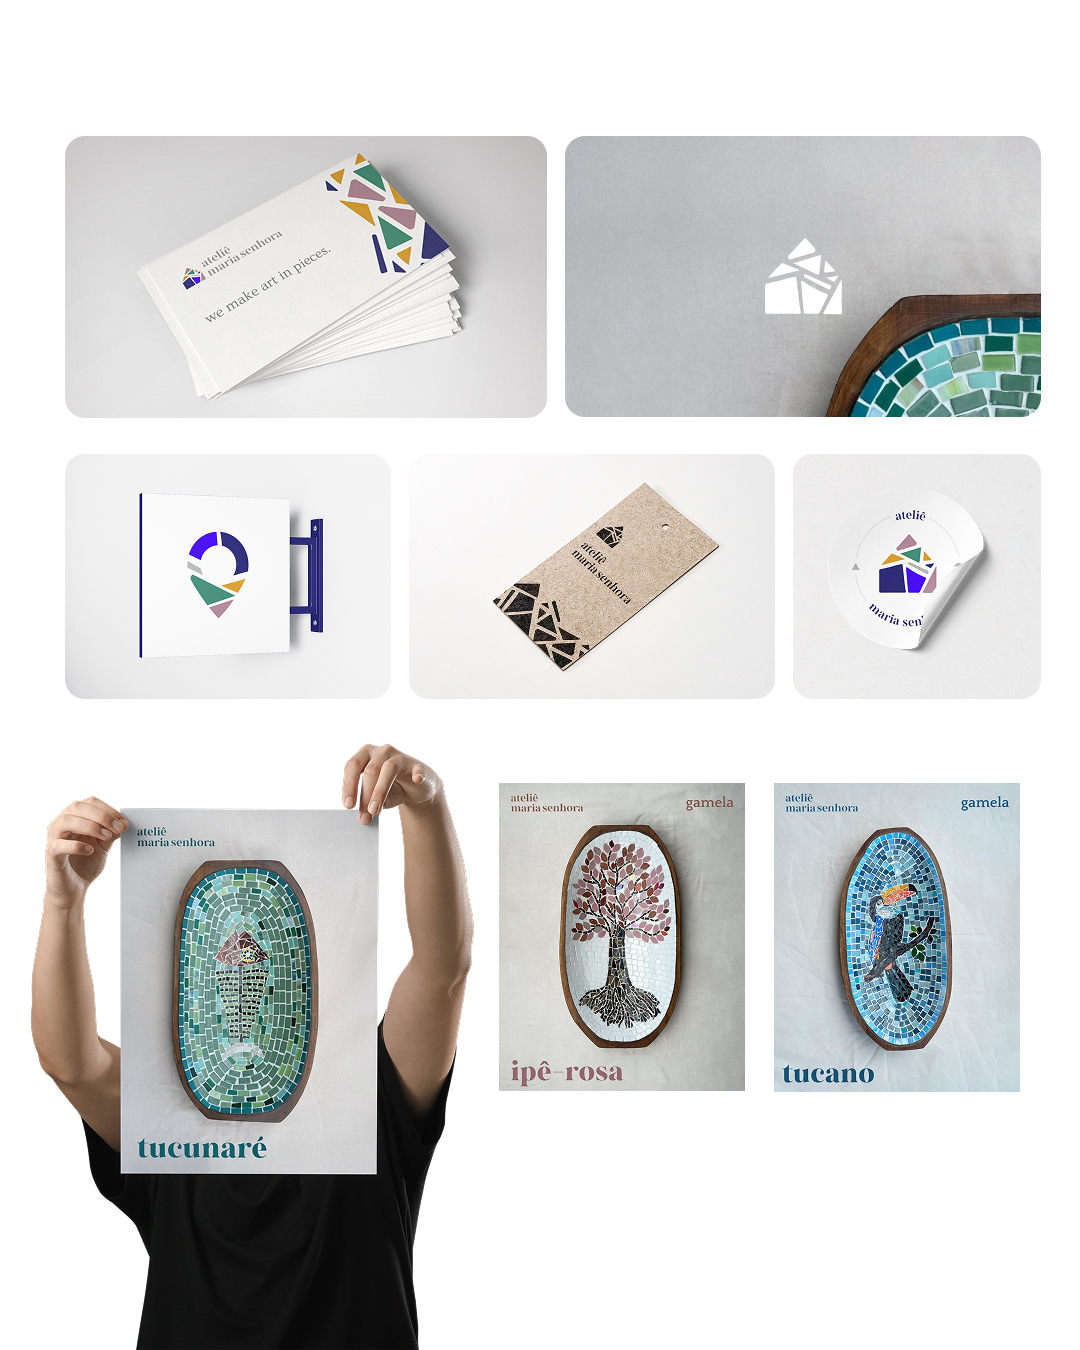 ateliê
maria senhora
we make art in pieces.
ateliê
maria senhora
ateliê
maria sen
ateliê
maria senhora
tucunaré
ateliê
maria senhora
gamela
ipê-rosa
ateliê
maria senhora
gamela
tucano